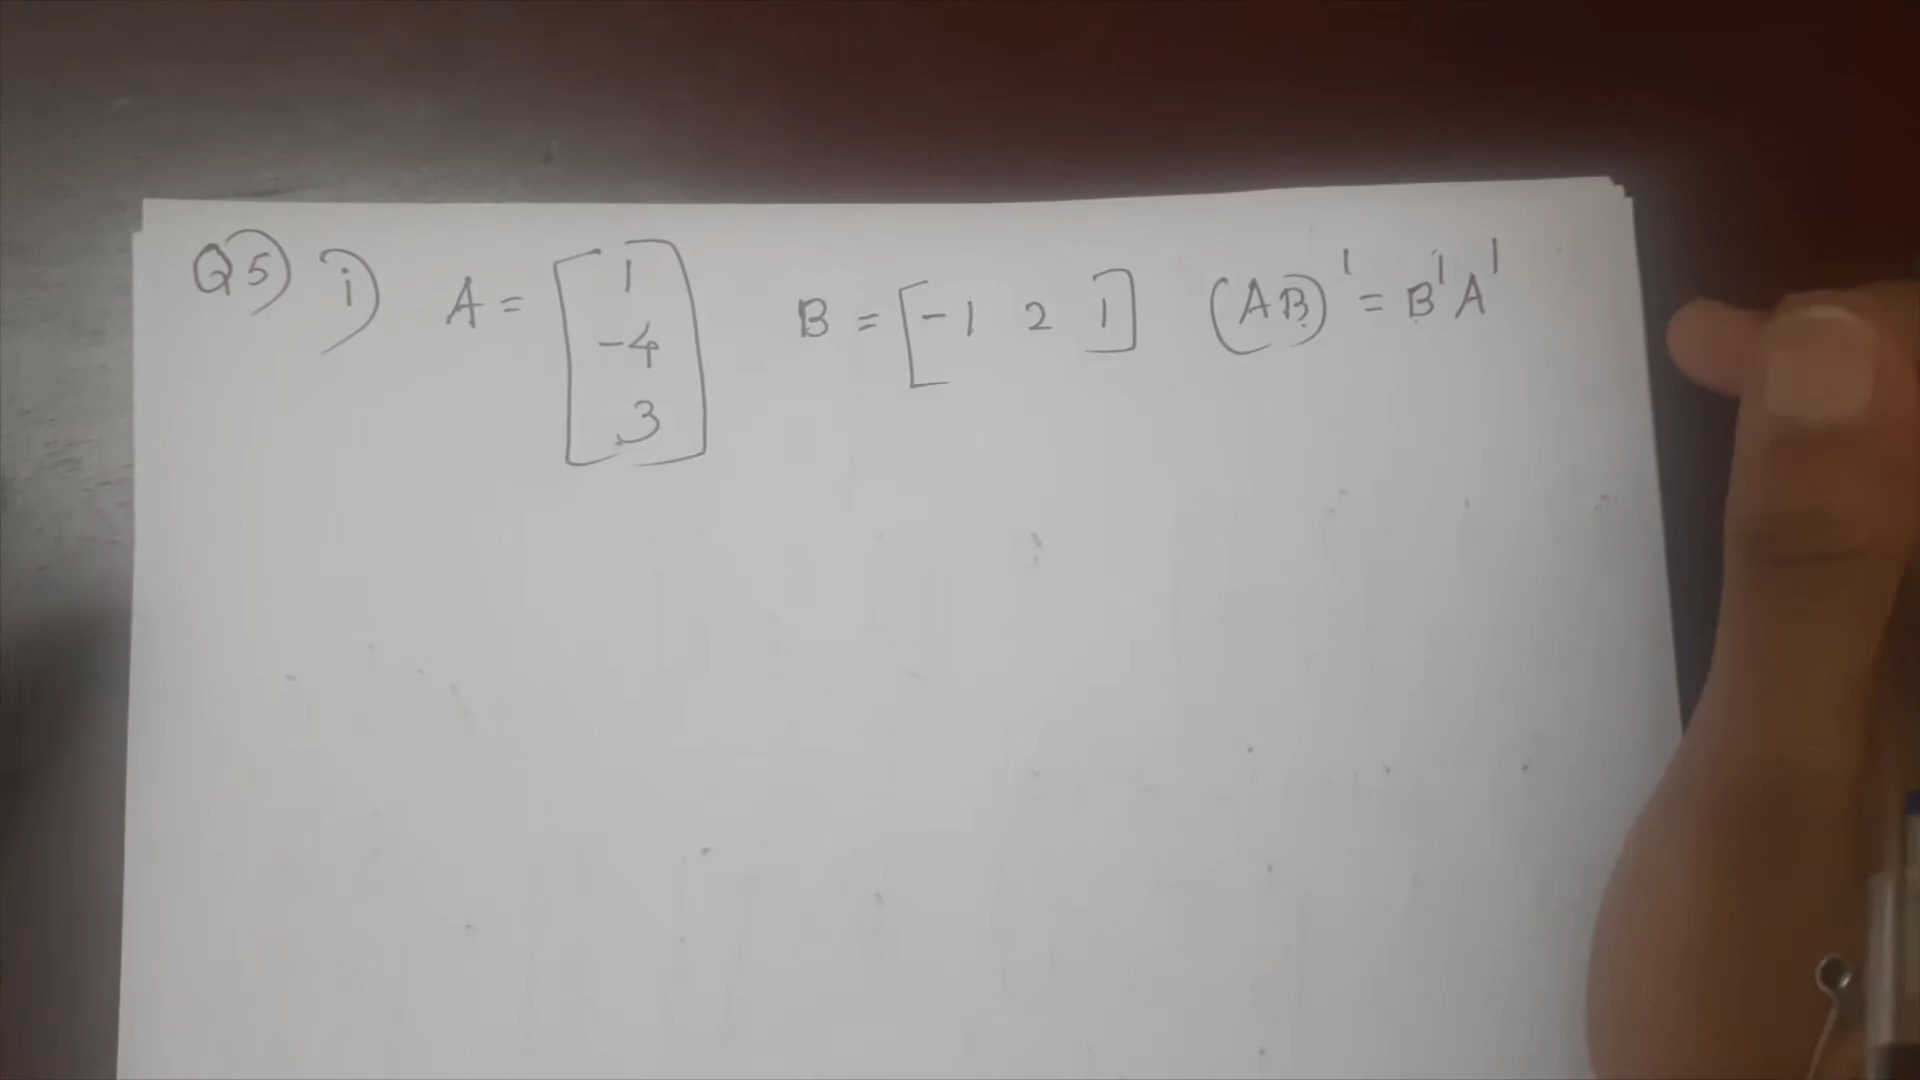 Q5) i) A = [1 -4 3] B = [-1 2 1] (AB)' = B'A'